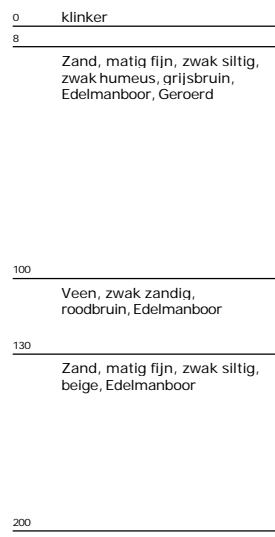 0 klinker
8
Zand, matig fijn, zwak siltig,
zwak humeus, grijsbruin,
Edelmanboor, Geroerd
100
Veen, zwak zandig,
roodbruin, Edelmanboor
130
Zand, matig fijn, zwak siltig,
beige, Edelmanboor
200